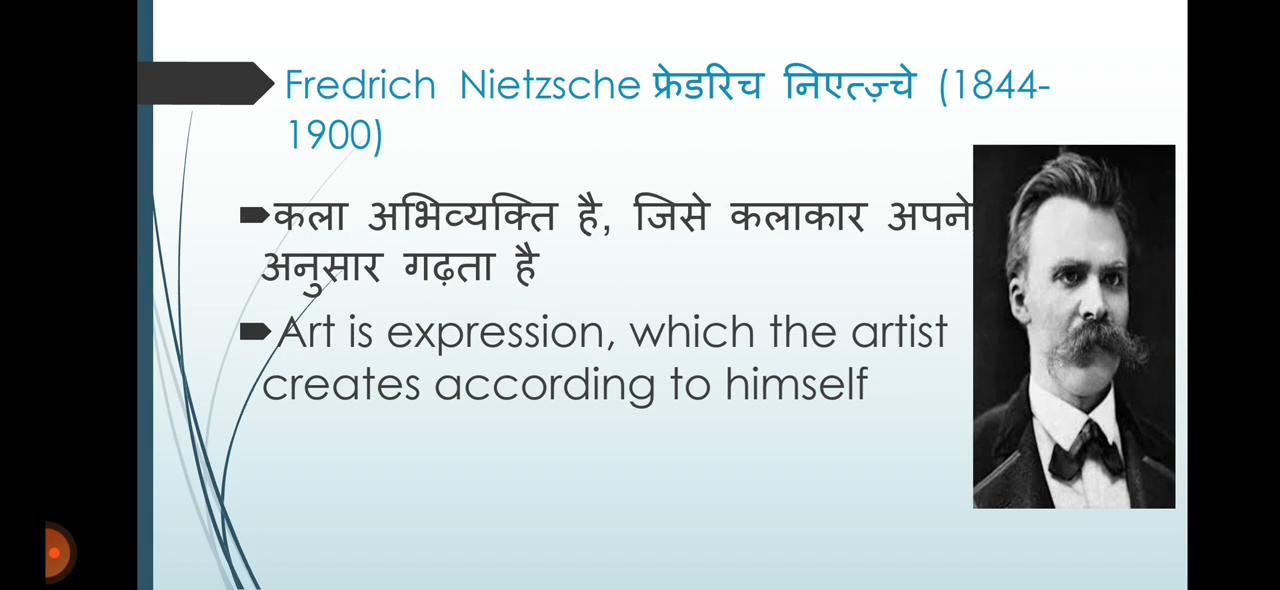 Fredrich Nietzsche फ्रेडरिच निएत्ज़्चे (1844-
1900)
कला अभिव्यक्ति है, जिसे कलाकार अपने
अनुसार गढ़ता है
Art is expression, which the artist
creates according to himself